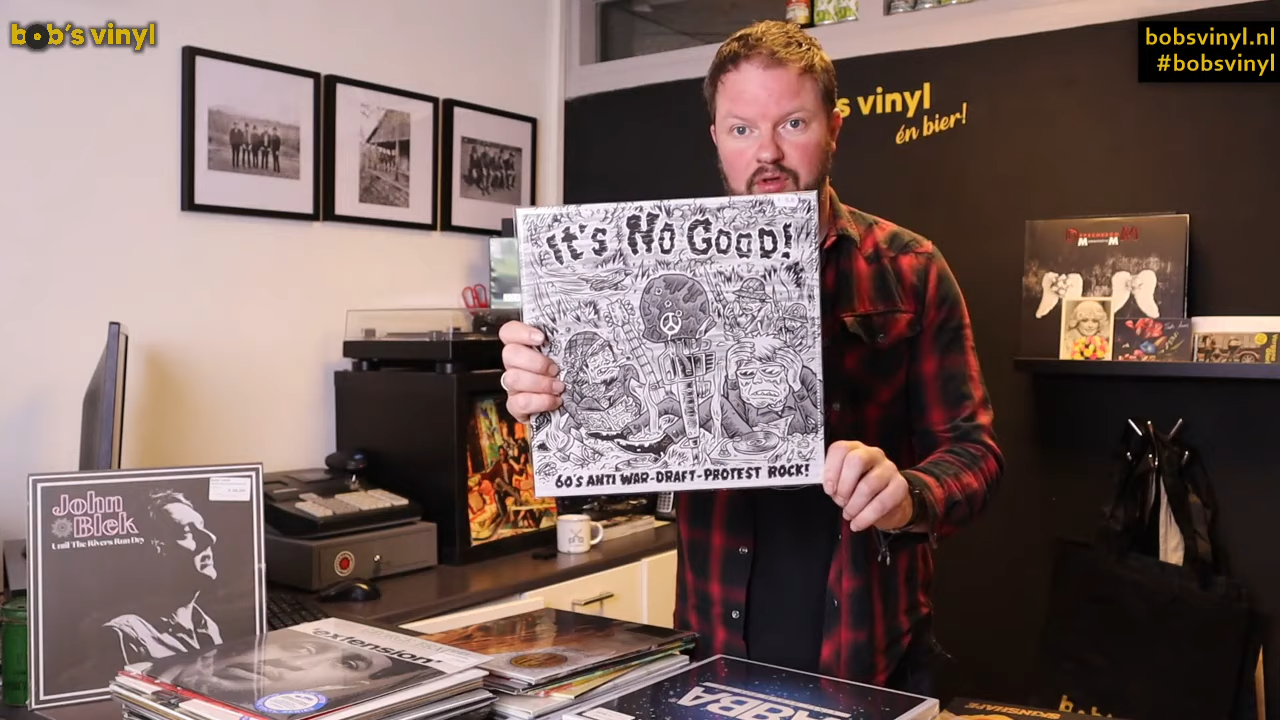 bob's vinyl
bobsvinyl.nl
#bobsvinyl
s vinyl
én bier!
It's No Good!
60's ANTI WAR-DRAFT-PROTEST ROCK!
John
Blek
Until The Rivers Run Dry
'extension'
ABBA